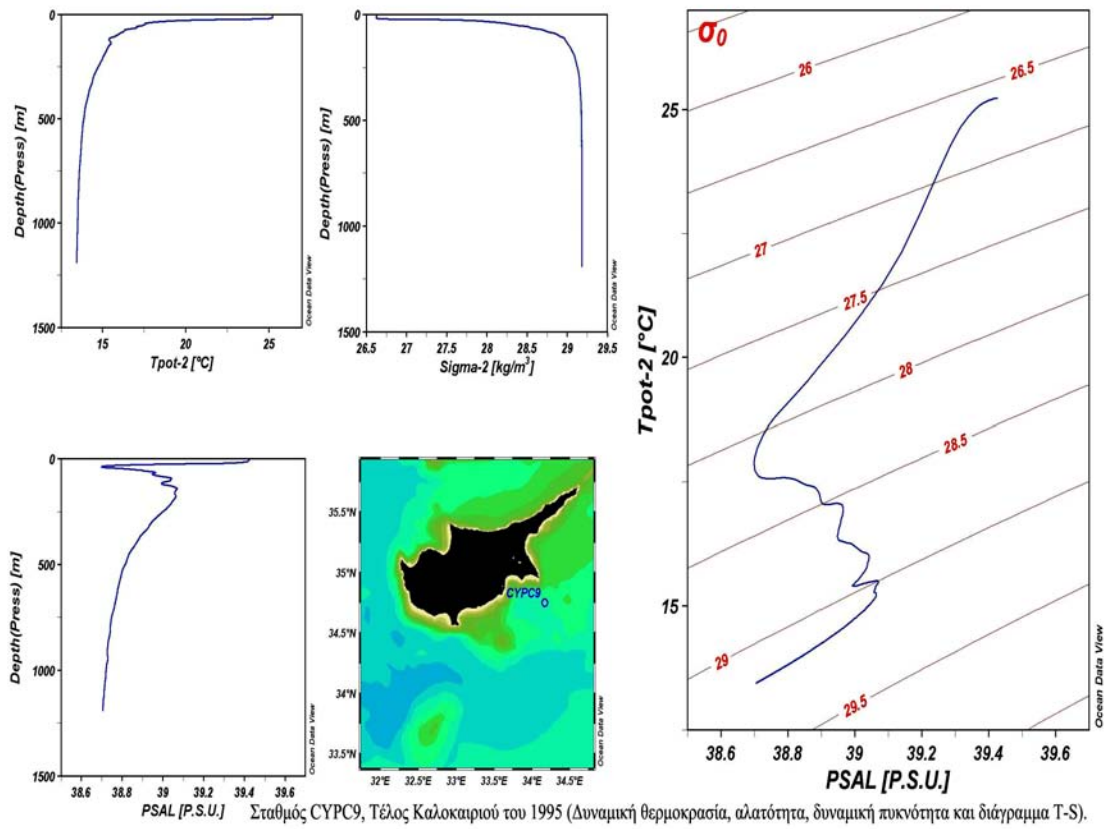 0
500
1000
1500
15
20
25
Depth(Press) [m]
Tpot-2 [°C]
Ocean Data View
0
500
1000
1500
26.5
27
27.5
28
28.5
29
29.5
Depth(Press) [m]
Sigma-2 [kg/m³]
Ocean Data View
σ₀
26
26.5
27
27.5
28
28.5
29
29.5
25
20
15
Tpot-2 [°C]
38.6
38.8
39
39.2
39.4
39.6
PSAL [P.S.U.]
Ocean Data View
0
500
1000
1500
38.6
38.8
39
39.2
39.4
39.6
Depth(Press) [m]
PSAL [P.S.U.]
Ocean Data View
35.5°N
35°N
34.5°N
34°N
33.5°N
32°E
32.5°E
33°E
33.5°E
34°E
34.5°E
CYPC9
Ocean Data View
Σταθμός CYPC9, Τέλος Καλοκαιριού του 1995 (Δυναμική θερμοκρασία, αλατότητα, δυναμική πυκνότητα και διάγραμμα T-S).